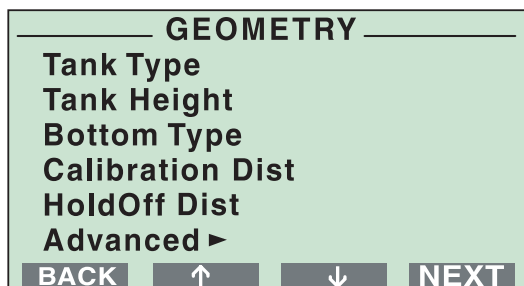 GEOMETRY
Tank Type
Tank Height
Bottom Type
Calibration Dist
HoldOff Dist
Advanced ►
BACK ↑ ↓ NEXT